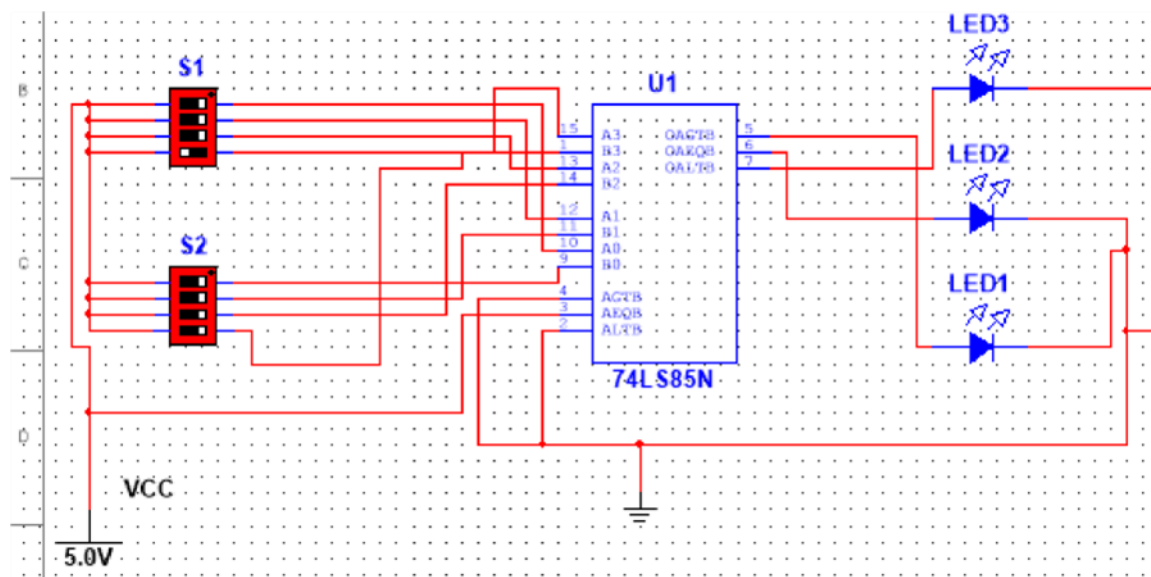 LED3
S1
U1
B
15 A3 OAGTB 5
1 B3 OAEQB 6
13 A2 OALTB 7
14 B2
LED2
12 A1
11 B1
10 A0
9 B0
S2
C
LED1
4 AGTB
3 AEQB
2 ALTB
74LS85N
D
VCC
5.0V